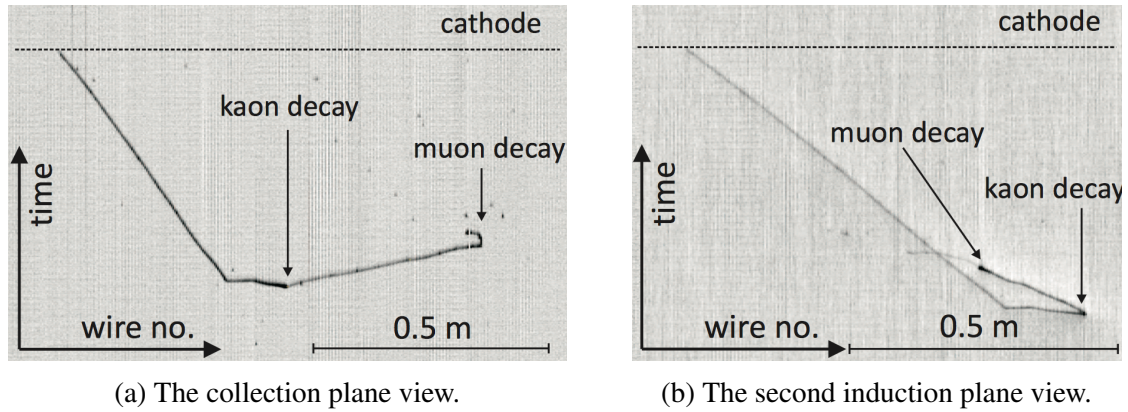 cathode
kaon decay
muon decay
time
wire no.
0.5 m
(a) The collection plane view.
cathode
muon decay
kaon decay
time
wire no.
0.5 m
(b) The second induction plane view.